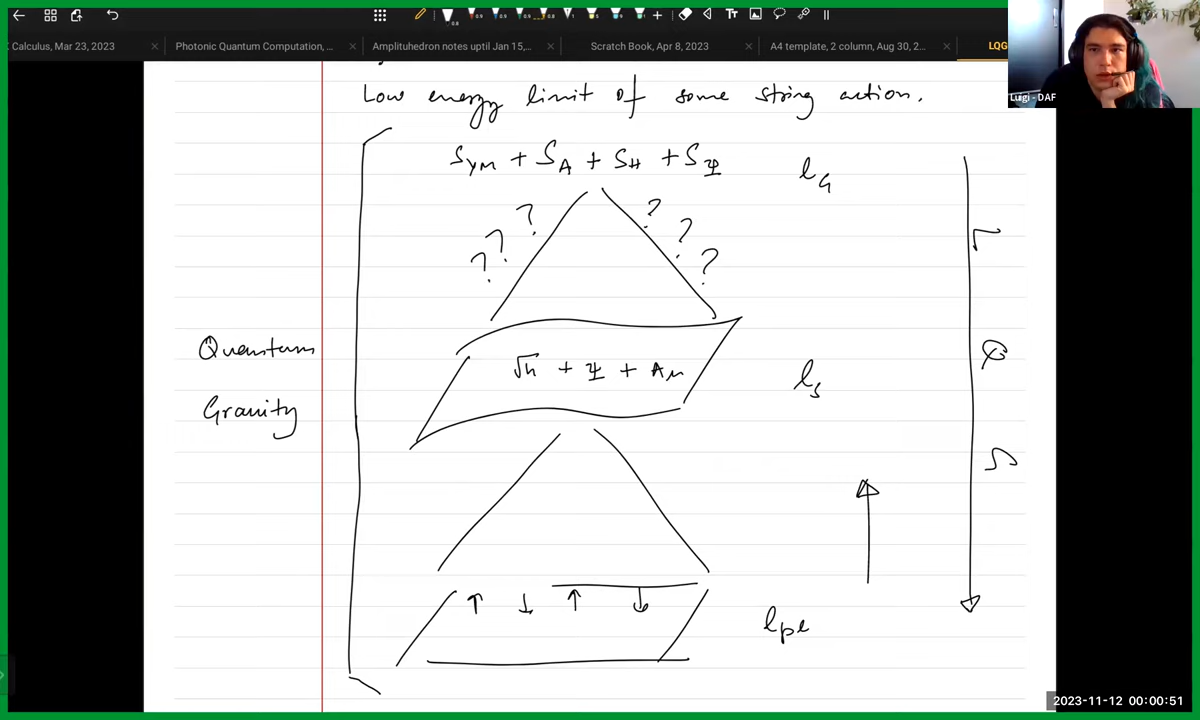 Calculus, Mar 23, 2023
Photonic Quantum Computation, ...
Amplituhedron notes uptil Jan 15,...
Scratch Book, Apr 8, 2023
A4 template, 2 column, Aug 30, 2...
LQG
Luigi - DAF
Low energy limit of some string action.
S_YM + S_A + S_H + S_Ψ
l_G
? ? ? ? ? ?
Quantum
Gravity
√h + Ψ + A_μ
l_s
L
Q
G
↑ ↓ ↑ ↓
l_pl
2023-11-12 00:00:51